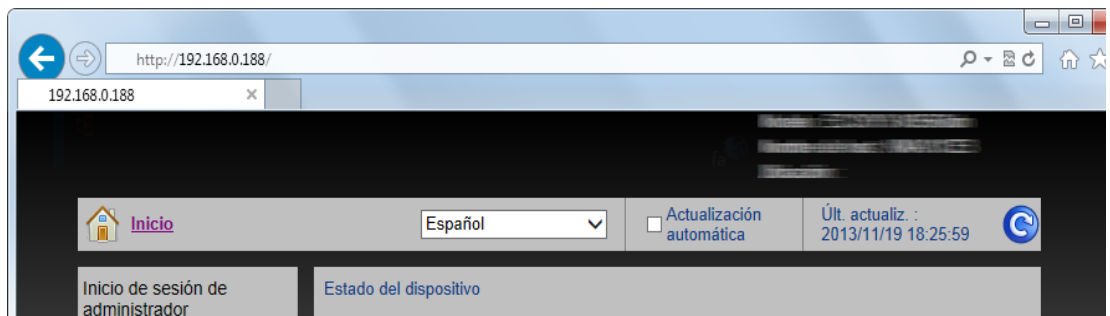 http://192.168.0.188/
192.168.0.188
Inicio
Español
Actualización
automática
Últ. actualiz. :
2013/11/19 18:25:59
Inicio de sesión de
administrador
Estado del dispositivo